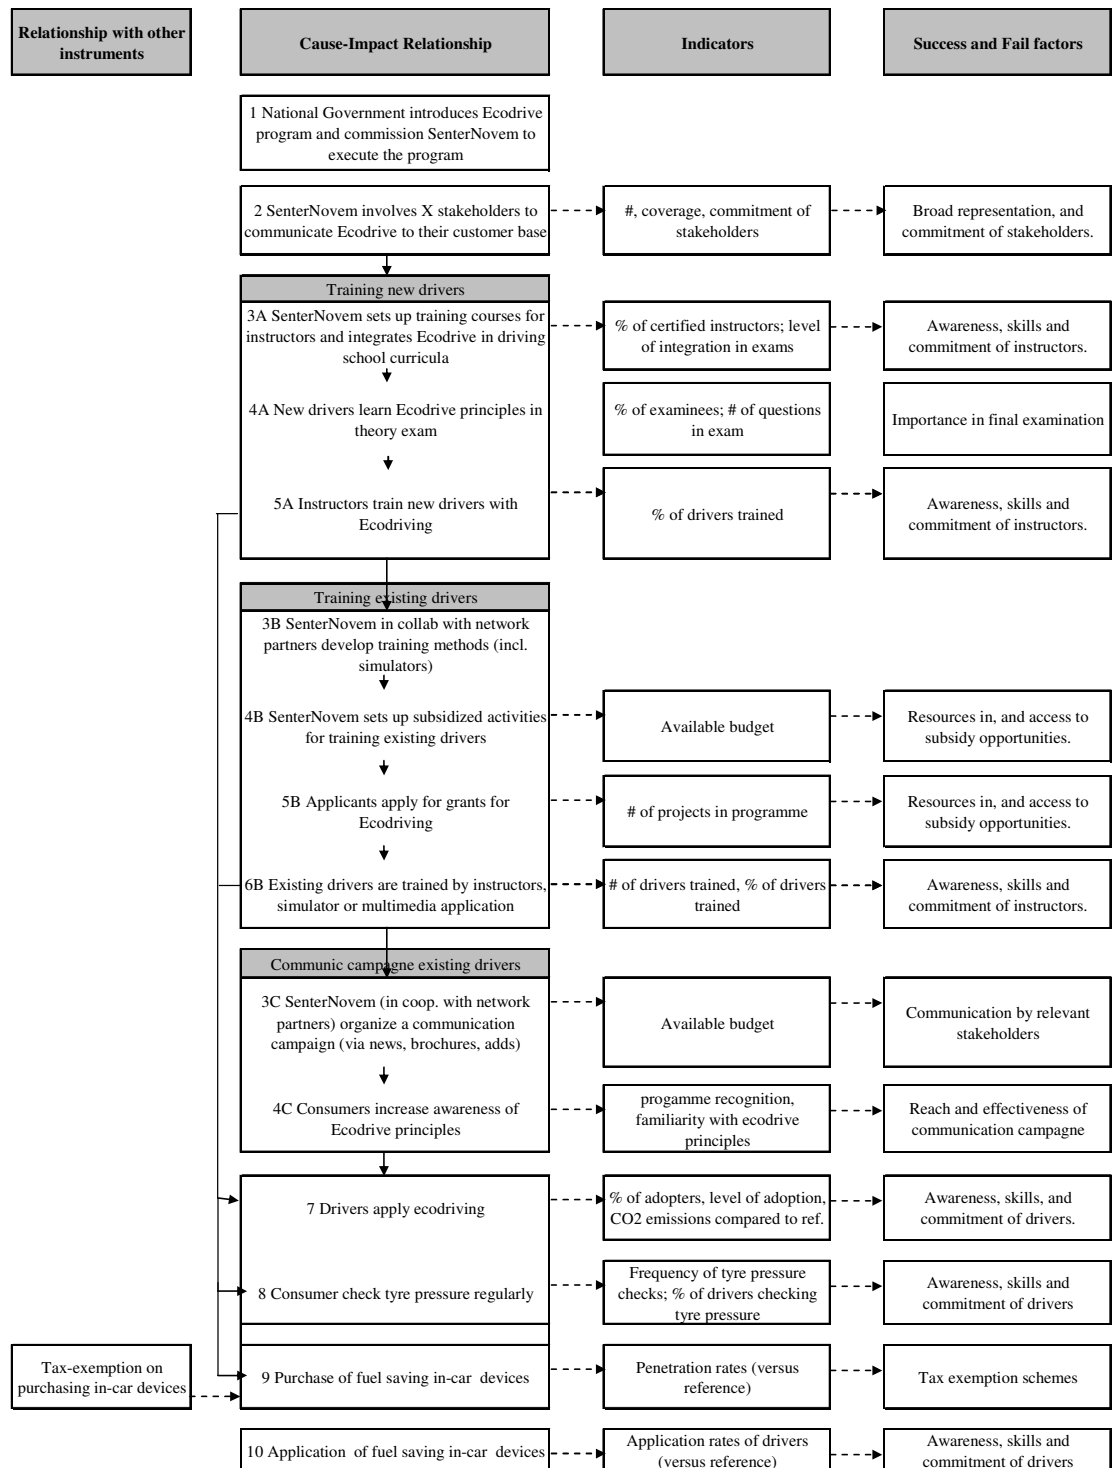 Relationship with other
instruments
Cause-Impact Relationship
Indicators
Success and Fail factors
1 National Government introduces Ecodrive
program and commission SenterNovem to
execute the program
2 SenterNovem involves X stakeholders to
communicate Ecodrive to their customer base
#, coverage, commitment of
stakeholders
Broad representation, and
commitment of stakeholders.
Training new drivers
3A SenterNovem sets up training courses for
instructors and integrates Ecodrive in driving
school curricula
% of certified instructors; level
of integration in exams
Awareness, skills and
commitment of instructors.
4A New drivers learn Ecodrive principles in
theory exam
% of examinees; # of questions
in exam
Importance in final examination
5A Instructors train new drivers with
Ecodriving
% of drivers trained
Awareness, skills and
commitment of instructors.
Training existing drivers
3B SenterNovem in collab with network
partners develop training methods (incl.
simulators)
4B SenterNovem sets up subsidized activities
for training existing drivers
Available budget
Resources in, and access to
subsidy opportunities.
5B Applicants apply for grants for
Ecodriving
# of projects in programme
Resources in, and access to
subsidy opportunities.
6B Existing drivers are trained by instructors,
simulator or multimedia application
# of drivers trained, % of drivers
trained
Awareness, skills and
commitment of instructors.
Communic campagne existing drivers
3C SenterNovem (in coop. with network
partners) organize a communication
campaign (via news, brochures, adds)
Available budget
Communication by relevant
stakeholders
4C Consumers increase awareness of
Ecodrive principles
progamme recognition,
familiarity with ecodrive
principles
Reach and effectiveness of
communication campagne
7 Drivers apply ecodriving
% of adopters, level of adoption,
CO2 emissions compared to ref.
Awareness, skills, and
commitment of drivers.
8 Consumer check tyre pressure regularly
Frequency of tyre pressure
checks; % of drivers checking
tyre pressure
Awareness, skills and
commitment of drivers
Tax-exemption on
purchasing in-car devices
9 Purchase of fuel saving in-car devices
Penetration rates (versus
reference)
Tax exemption schemes
10 Application of fuel saving in-car devices
Application rates of drivers
(versus reference)
Awareness, skills and
commitment of drivers